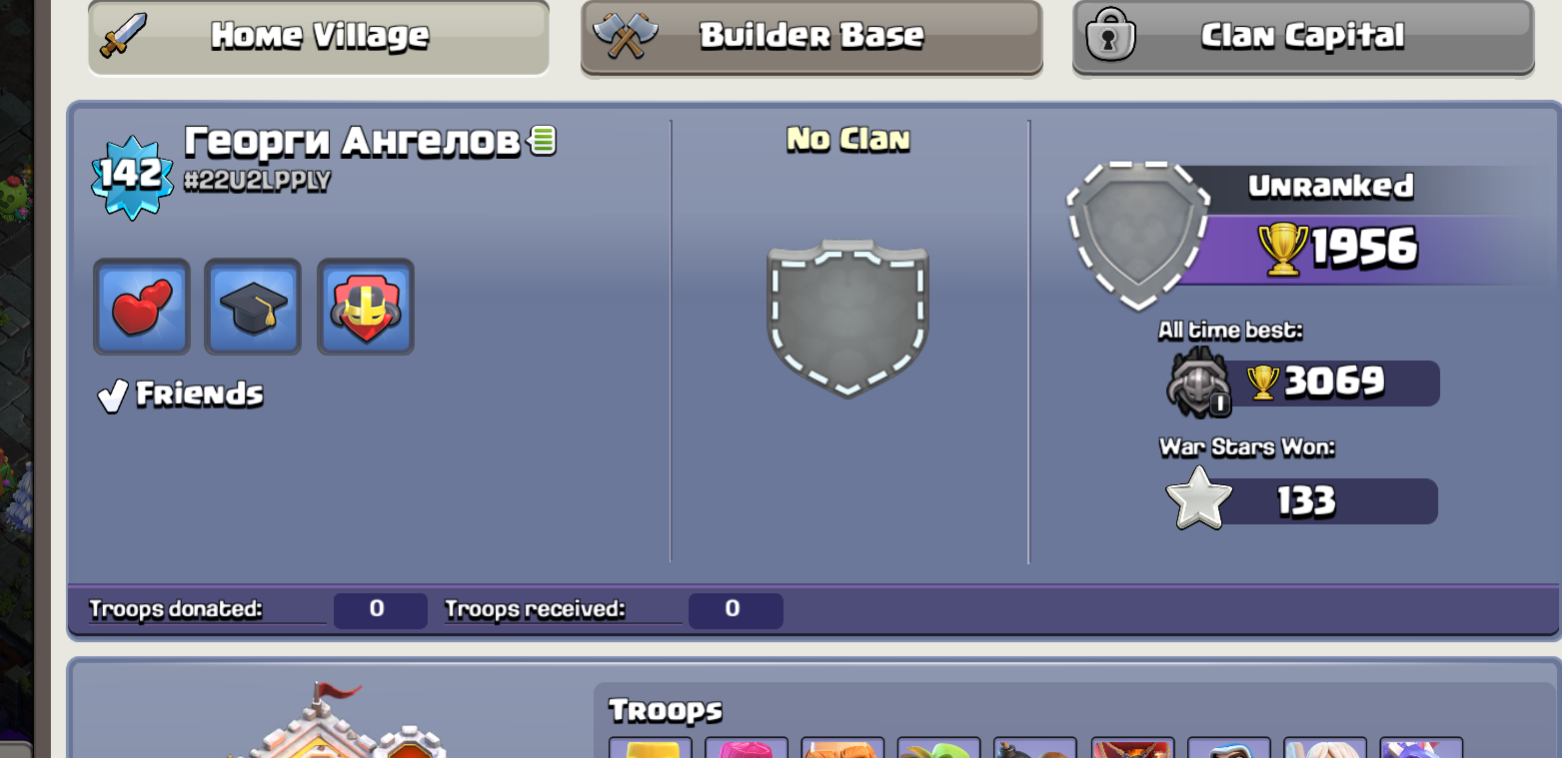 Home Village
Builder Base
Clan Capital
142
Георги Ангелов
#22U2LPPLY
Friends
No Clan
Unranked
1956
All time best:
I
3069
War Stars Won:
133
Troops donated: 0
Troops received: 0
Troops